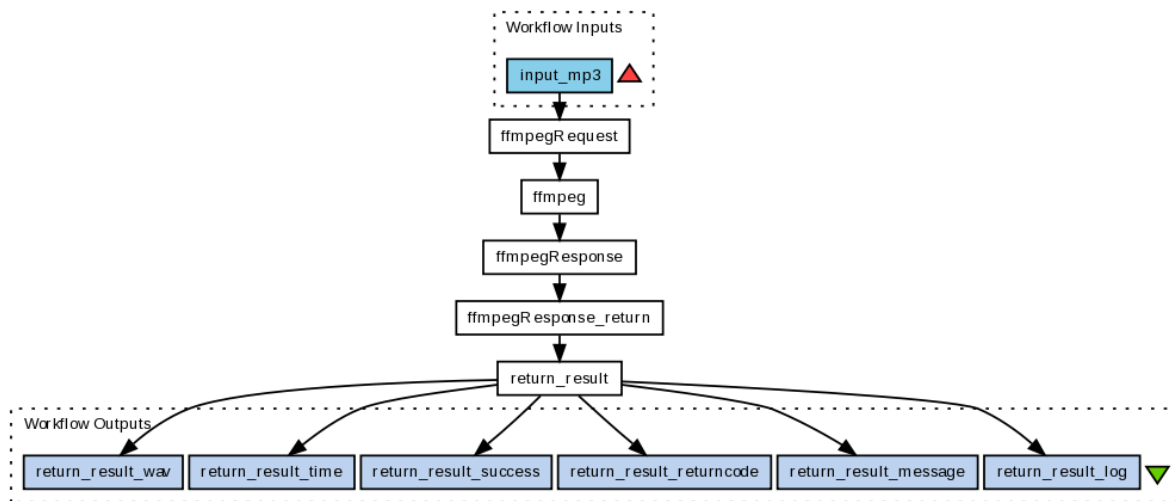 Workflow Inputs
input_mp3
ffmpegRequest
ffmpeg
ffmpegResponse
ffmpegResponse_return
return_result
Workflow Outputs
return_result_wav
return_result_time
return_result_success
return_result_returncode
return_result_message
return_result_log